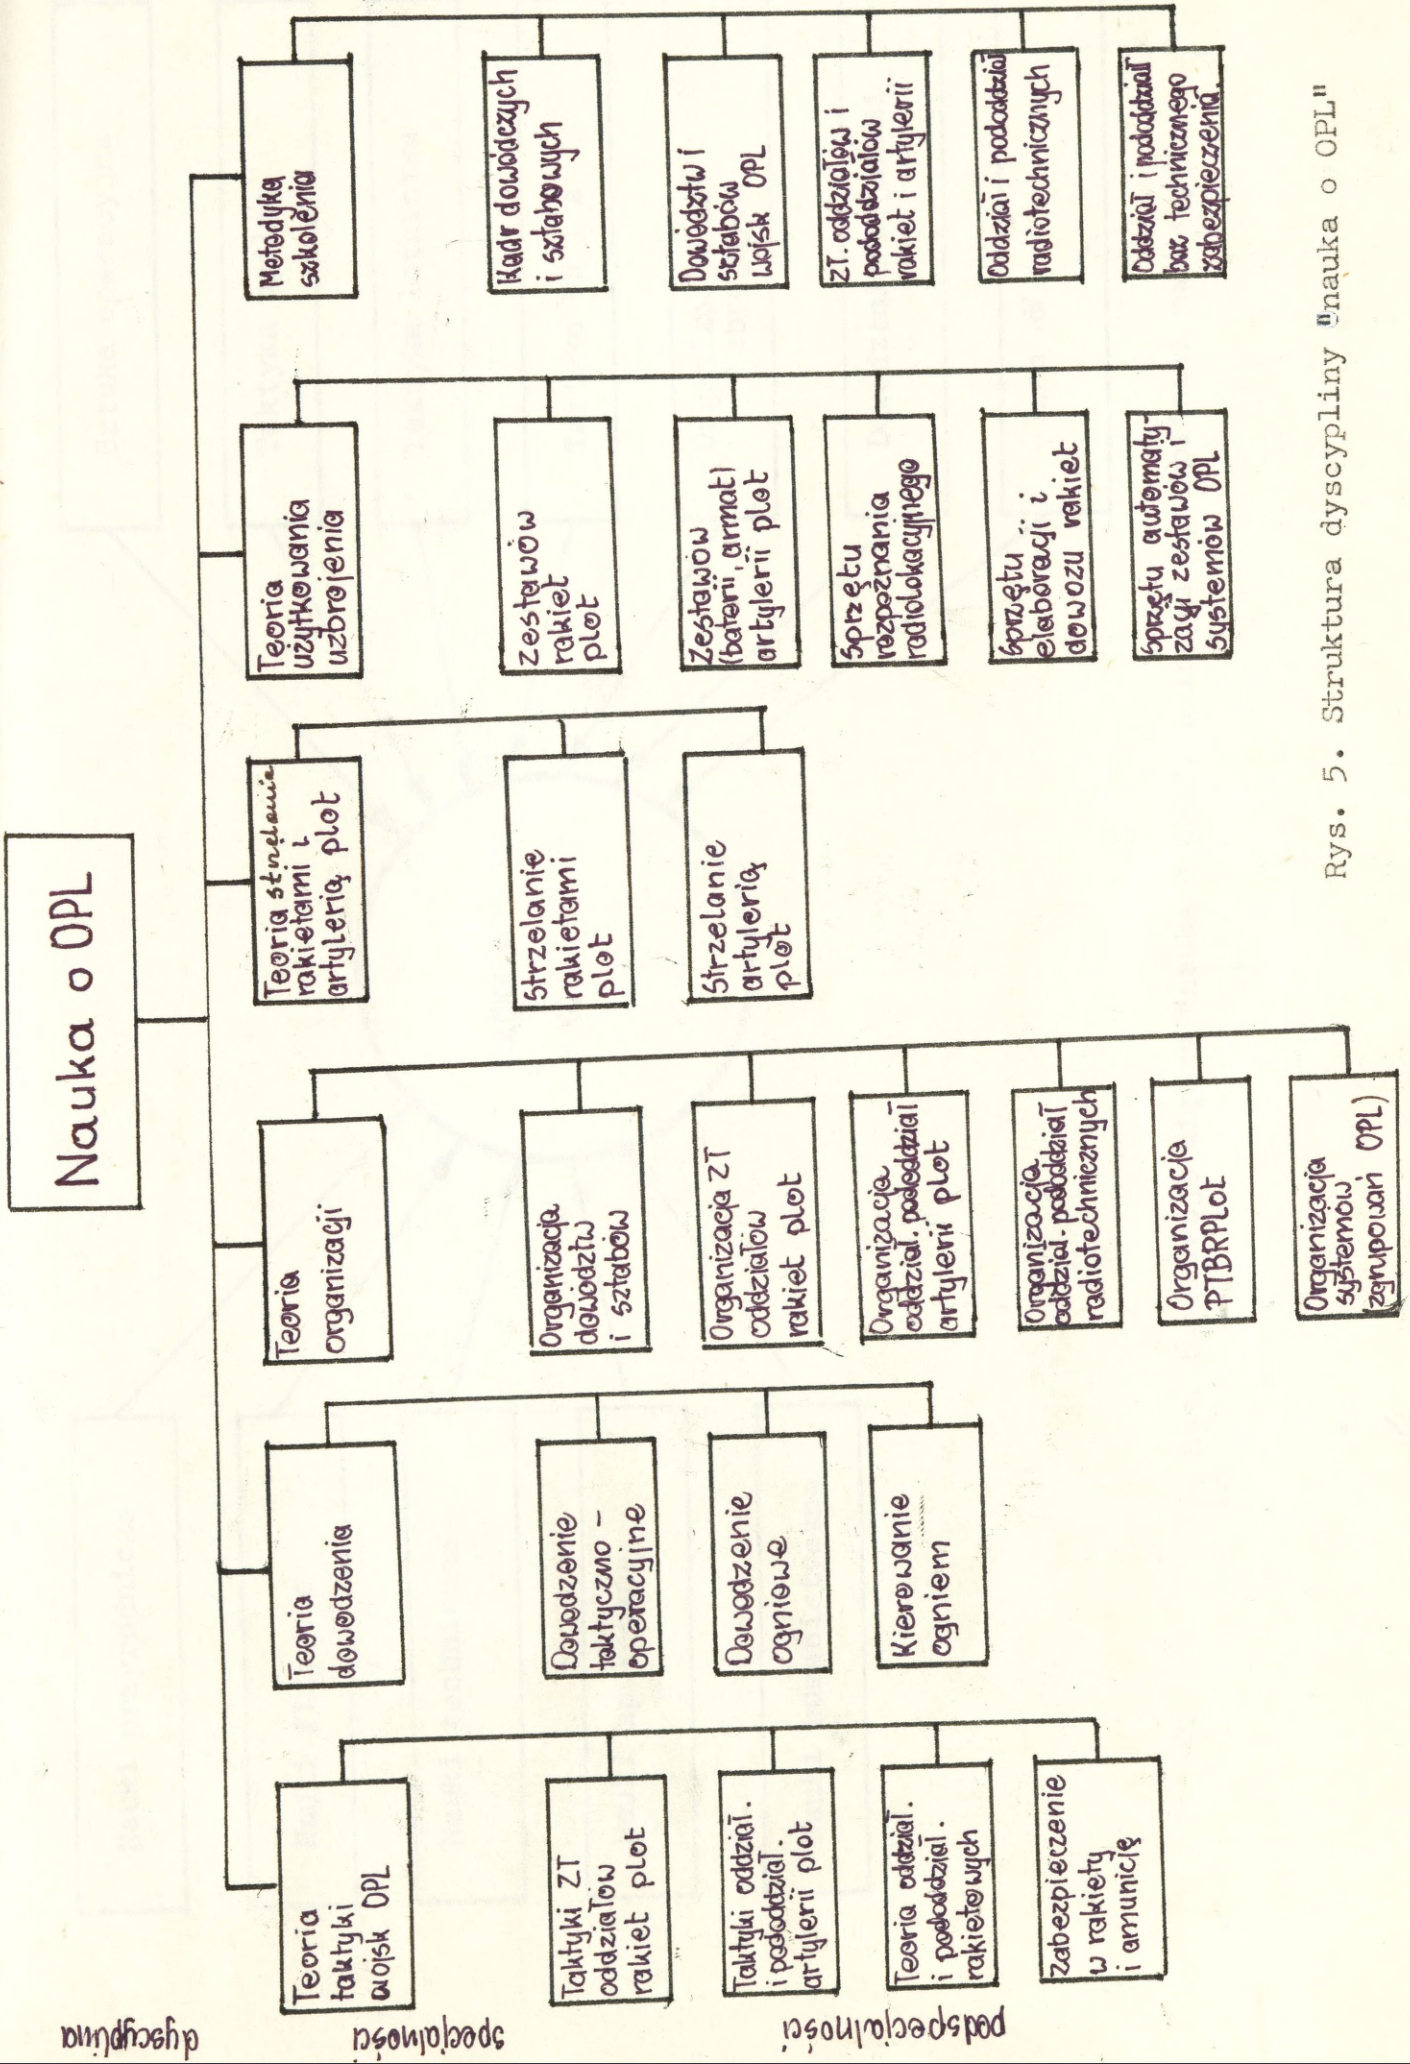 Nauka o OPL
dyscyplina
specjalności
podspecjalności
Teoria
taktyki
wojsk OPL
Taktyki ZT
oddziałów
rakiet plot
Taktyki oddział.
i pododdział.
artylerii plot
Teoria oddział.
i pododdział.
rakietowych
Zabezpieczenie
w rakiety
i amunicję
Teoria
dowodzenia
Dowodzenie
taktyczno -
operacyjne
Dowodzenie
ogniowe
Kierowanie
ogniem
Teoria
organizacji
Organizacja
dowództw
i sztabów
Organizacja ZT
oddziałów
rakiet plot
Organizacja
oddział. pododdział
artylerii plot
Organizacja
oddział. pododdział
radiotechnicznych
Organizacja
PTBRPlot
Organizacja
systemów
(zgrupowań OPL)
Teoria strzelania
rakietami i
artylerią plot
Strzelanie
rakietami
plot
Strzelanie
artylerią
plot
Teoria
użytkowania
uzbrojenia
Zestawów
rakiet
plot
Zestawów
(baterii, armat)
artylerii plot
Sprzętu
rozpoznania
radiolokacyjnego
Sprzętu
elaboracji i
dowozu rakiet
Sprzętu automaty-
zacji zestawów i
systemów OPL
Metodyka
szkolenia
Kadr dowódczych
i sztabowych
Dowództw i
sztabów
wojsk OPL
ZT. oddziałów i
pododdziałów
rakiet i artylerii
Oddział i pododdział
radiotechnicznych
Oddział i pododdział
baz technicznego
zabezpieczenia
Rys. 5. Struktura dyscypliny "nauka o OPL"